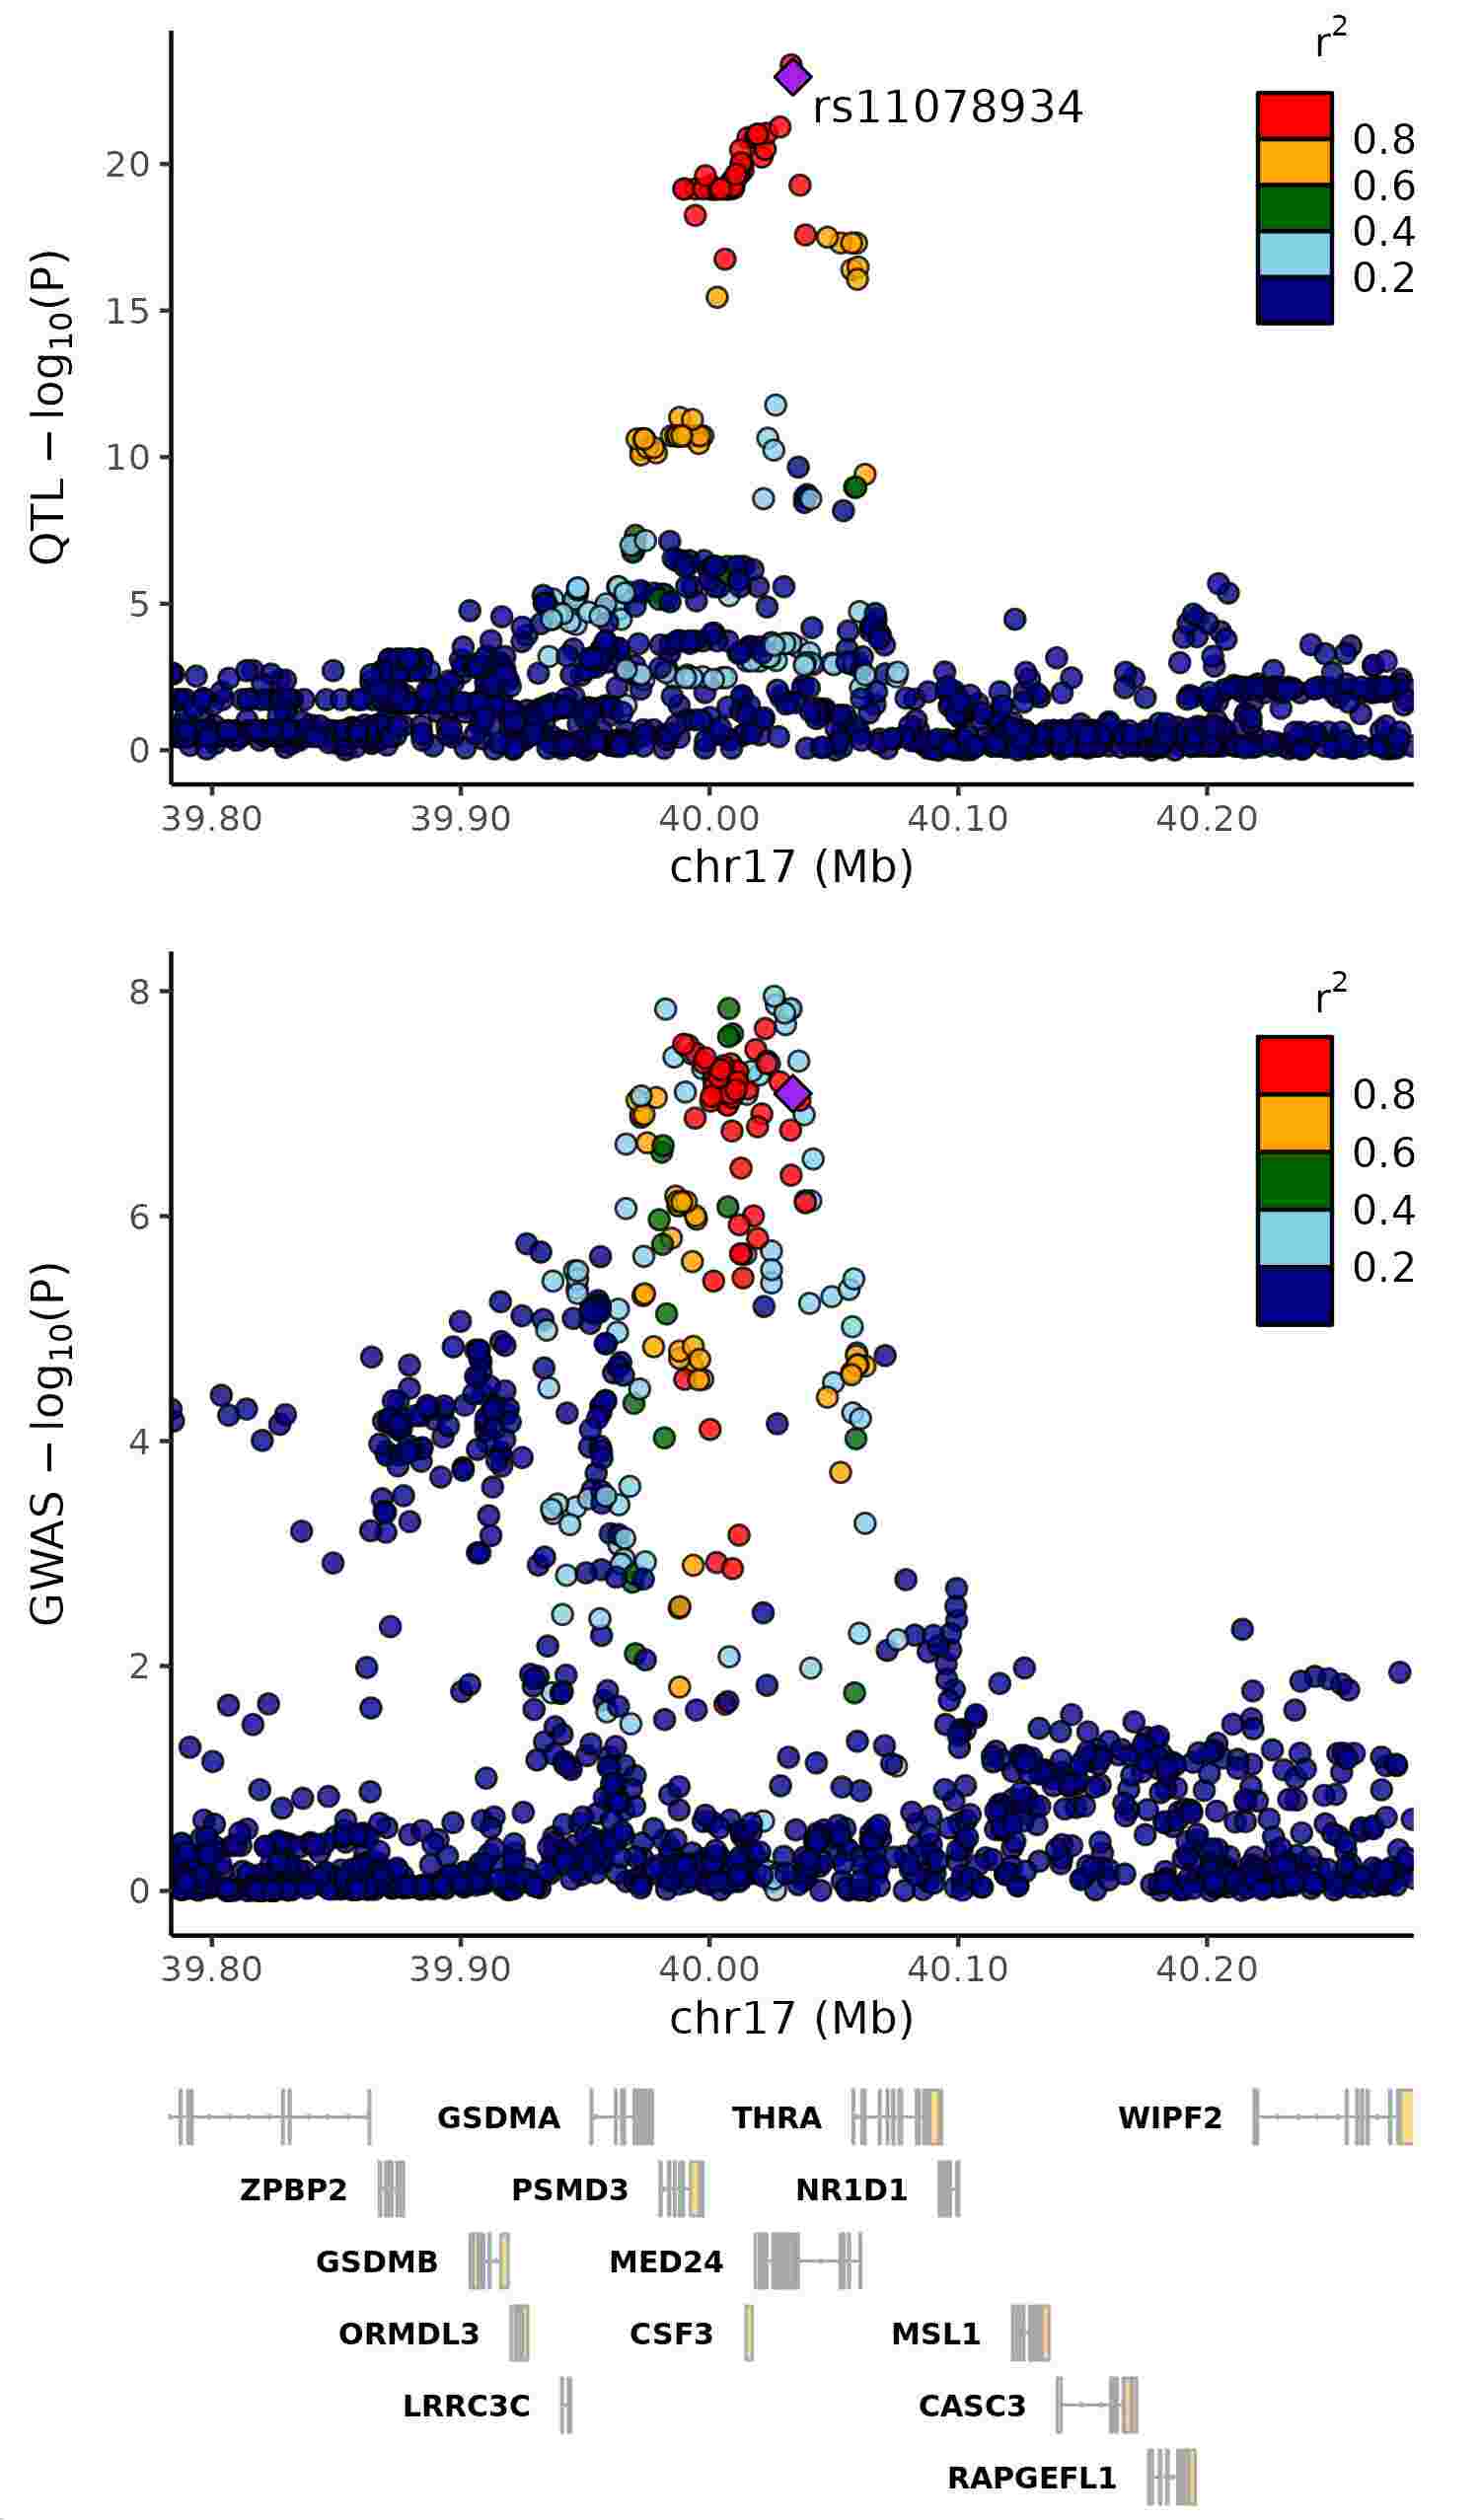 r²
rs11078934
0.8
0.6
0.4
0.2
20
15
10
5
0
QTL −log₁₀(P)
39.80 39.90 40.00 40.10 40.20
chr17 (Mb)
r²
0.8
0.6
0.4
0.2
8
6
4
2
0
GWAS −log₁₀(P)
39.80 39.90 40.00 40.10 40.20
chr17 (Mb)
GSDMA THRA WIPF2
ZPBP2 PSMD3 NR1D1
GSDMB MED24
ORMDL3 CSF3 MSL1
LRRC3C CASC3
RAPGEFL1